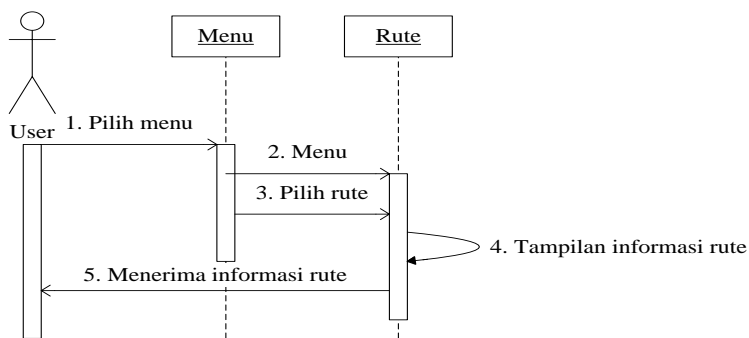 Menu
Rute
User
1. Pilih menu
2. Menu
3. Pilih rute
4. Tampilan informasi rute
5. Menerima informasi rute